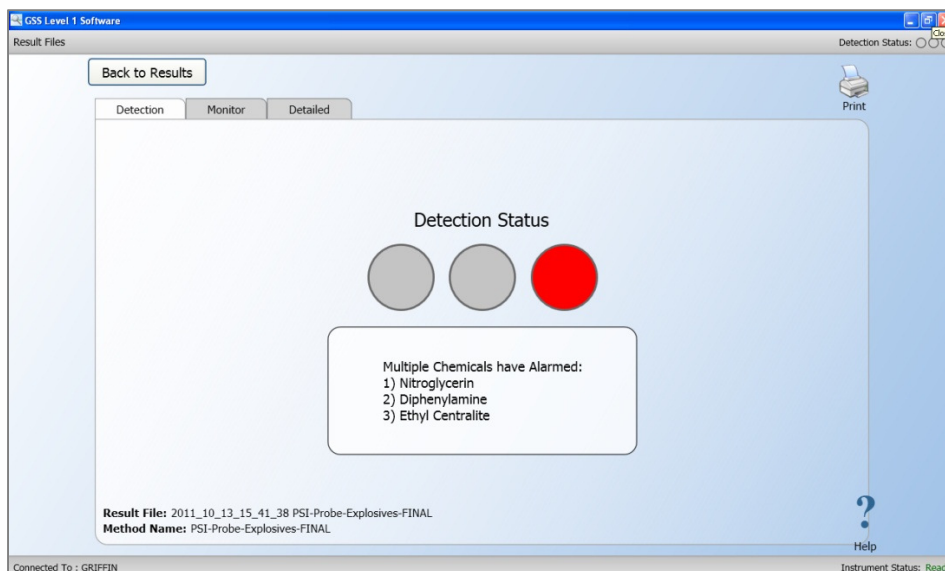 GSS Level 1 Software
Result Files
Detection Status:
Back to Results
Print
Detection
Monitor
Detailed
Detection Status
Multiple Chemicals have Alarmed:
1) Nitroglycerin
2) Diphenylamine
3) Ethyl Centralite
Result File: 2011_10_13_15_41_38 PSI-Probe-Explosives-FINAL
Method Name: PSI-Probe-Explosives-FINAL
?
Help
Connected To : GRIFFIN
Instrument Status: